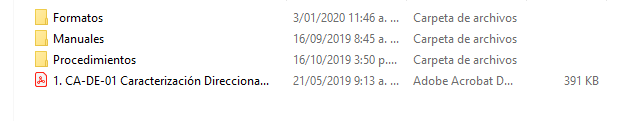 Formatos 3/01/2020 11:46 a. ... Carpeta de archivos
Manuales 16/09/2019 8:45 a. ... Carpeta de archivos
Procedimientos 16/10/2019 3:50 p.... Carpeta de archivos
1. CA-DE-01 Caracterización Direcciona... 21/05/2019 9:13 a. ... Adobe Acrobat D... 391 KB